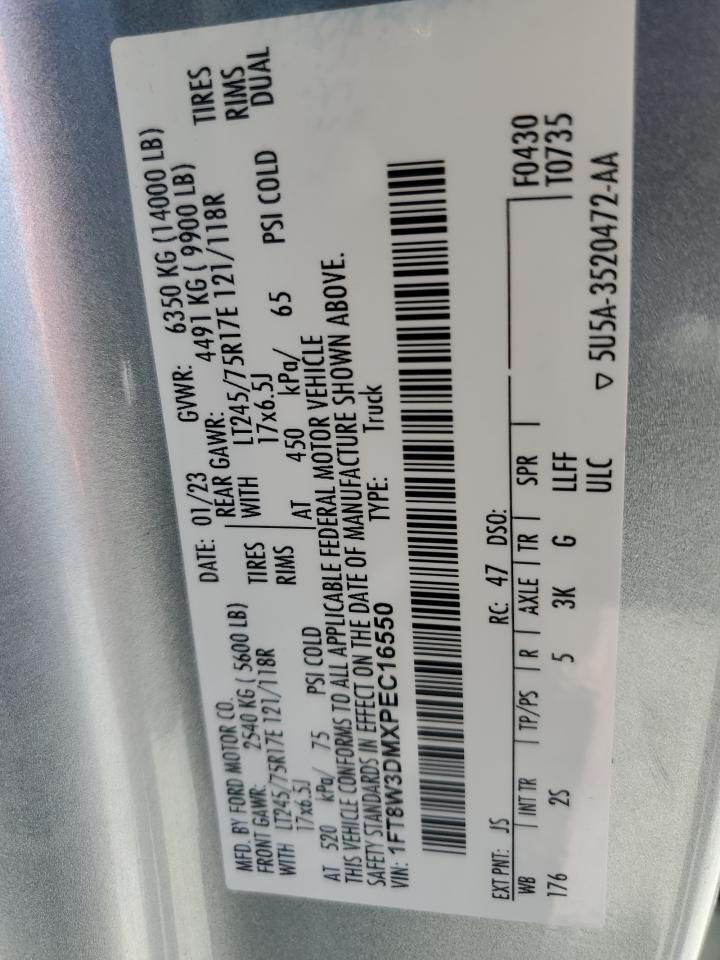 MFD. BY FORD MOTOR CO.
DATE: 01/23 GVWR: 6350 KG (14000 LB)
FRONT GAWR: 2540 KG ( 5600 LB) REAR GAWR: 4491 KG ( 9900 LB)
WITH LT245/75R17E 121/118R TIRES WITH LT245/75R17E 121/118R TIRES
17x6.5J RIMS 17x6.5J RIMS
AT 520 kPa/ 75 PSI COLD AT 450 kPa/ 65 PSI COLD DUAL
THIS VEHICLE CONFORMS TO ALL APPLICABLE FEDERAL MOTOR VEHICLE
SAFETY STANDARDS IN EFFECT ON THE DATE OF MANUFACTURE SHOWN ABOVE.
VIN: 1FT8W3DMXPEC16550 TYPE: Truck
EXT PNT: JS RC: 47 DSO:
WB | INT TR | TP/PS | R | AXLE | TR | SPR F0430
176 2S 5 3K G LLFF T0735
ULC ▽ 5U5A-3520472-AA